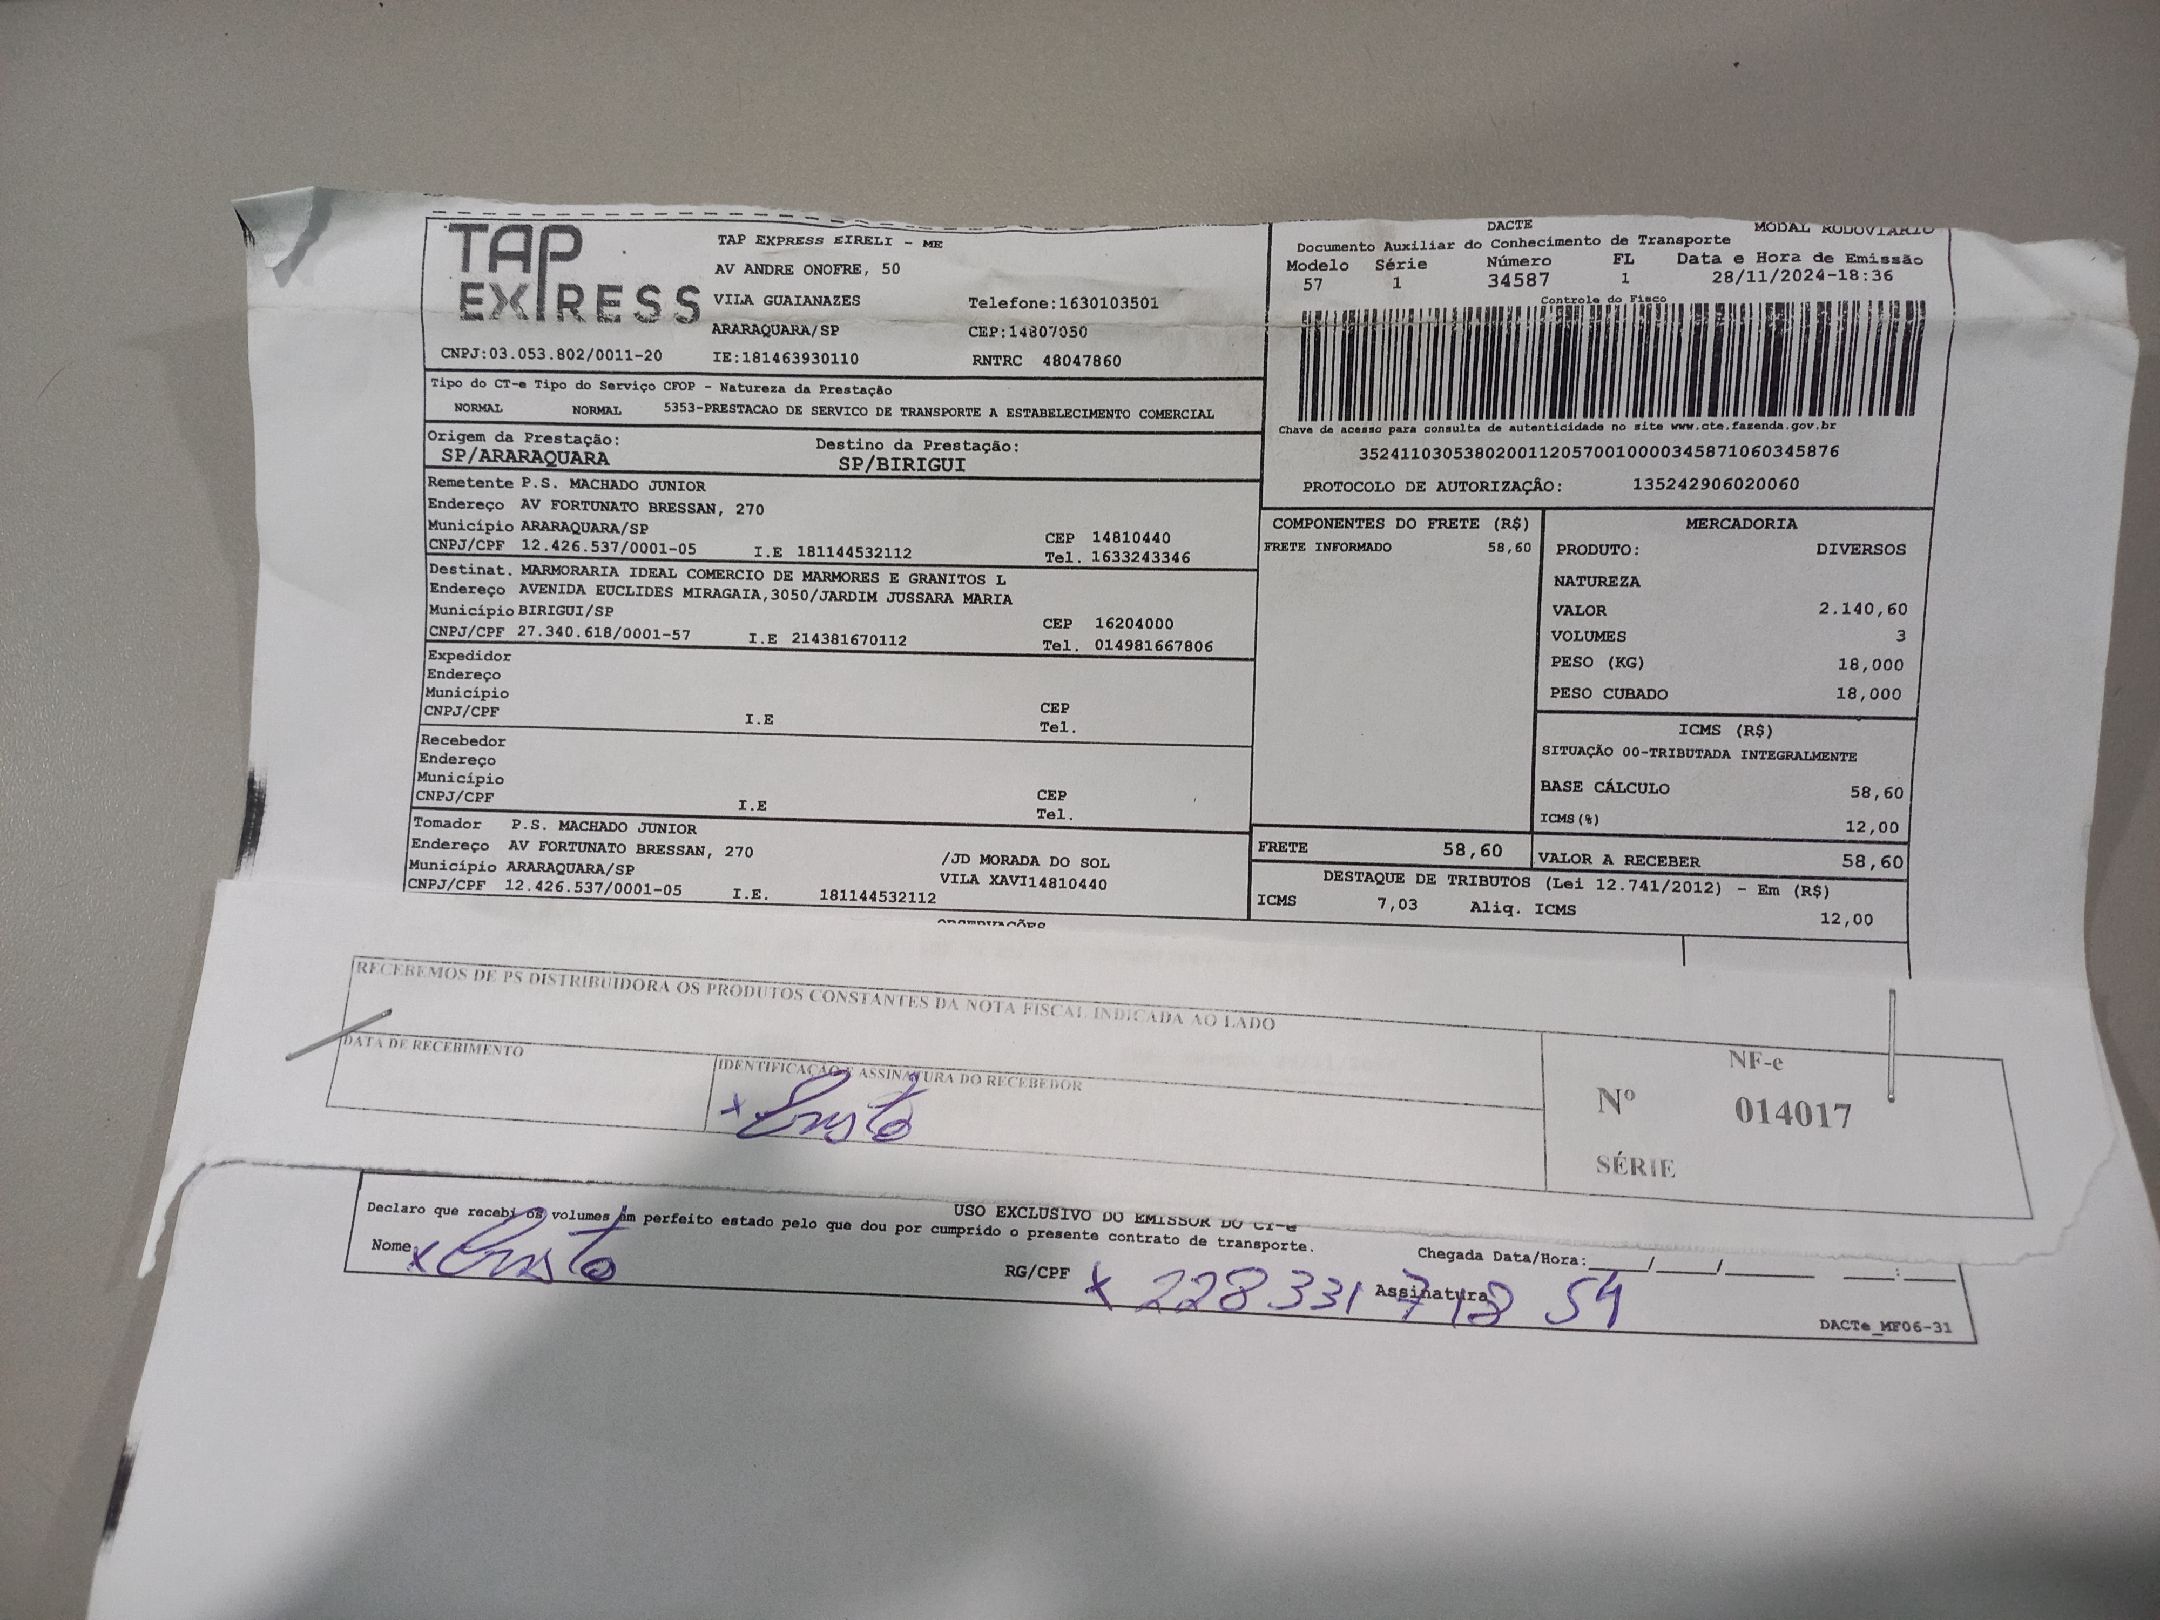 TAP EXPRESS
TAP EXPRESS EIRELI - ME
AV ANDRE ONOFRE, 50
VILA GUAIANAZES Telefone:1630103501
ARARAQUARA/SP CEP:14807050
CNPJ:03.053.802/0011-20 IE:181463930110 RNTRC 48047860
DACTE MODAL RODOVIARIO
Documento Auxiliar do Conhecimento de Transporte
Modelo Série Número FL Data e Hora de Emissão
57 1 34587 1 28/11/2024-18:36
Controle do Fisco
Chave de acesso para consulta de autenticidade no site www.cte.fazenda.gov.br
35241103053802001120570010000345871060345876
PROTOCOLO DE AUTORIZAÇÂO: 135242906020060
Tipo do CT-e Tipo do Serviço CFOP - Natureza da Prestação
NORMAL NORMAL 5353-PRESTACAO DE SERVICO DE TRANSPORTE A ESTABELECIMENTO COMERCIAL
Origem da Prestação: Destino da Prestação:
SP/ARARAQUARA SP/BIRIGUI
Remetente P.S. MACHADO JUNIOR
Endereço AV FORTUNATO BRESSAN, 270
Município ARARAQUARA/SP CEP 14810440
CNPJ/CPF 12.426.537/0001-05 I.E 181144532112 Tel. 1633243346
Destinat. MARMORARIA IDEAL COMERCIO DE MARMORES E GRANITOS L
Endereço AVENIDA EUCLIDES MIRAGAIA,3050/JARDIM JUSSARA MARIA
Município BIRIGUI/SP CEP 16204000
CNPJ/CPF 27.340.618/0001-57 I.E 214381670112 Tel. 014981667806
Expedidor
Endereço
Município CEP
CNPJ/CPF I.E Tel.
Recebedor
Endereço
Município CEP
CNPJ/CPF I.E Tel.
Tomador P.S. MACHADO JUNIOR
Endereço AV FORTUNATO BRESSAN, 270 /JD MORADA DO SOL
Município ARARAQUARA/SP VILA XAVI14810440
CNPJ/CPF 12.426.537/0001-05 I.E. 181144532112
COMPONENTES DO FRETE (R$)
FRETE INFORMADO 58,60
MERCADORIA
PRODUTO: DIVERSOS
NATUREZA
VALOR 2.140,60
VOLUMES 3
PESO (KG) 18,000
PESO CUBADO 18,000
ICMS (R$)
SITUAÇÃO 00-TRIBUTADA INTEGRALMENTE
BASE CÁLCULO 58,60
ICMS(%) 12,00
FRETE 58,60 VALOR A RECEBER 58,60
DESTAQUE DE TRIBUTOS (Lei 12.741/2012) - Em (R$)
ICMS 7,03 Aliq. ICMS 12,00
OBSERVAÇÕES
RECEBEMOS DE PS DISTRIBUIDORA OS PRODUTOS CONSTANTES DA NOTA FISCAL INDICADA AO LADO
DATA DE RECEBIMENTO IDENTIFICAÇÃO E ASSINATURA DO RECEBEDOR
NF-e
Nº 014017
SÉRIE
USO EXCLUSIVO DO EMISSOR DO CT-e
Declaro que recebi os volumes em perfeito estado pelo que dou por cumprido o presente contrato de transporte.
Nome x RG/CPF x 228 331 718 54 Assinatura Chegada Data/Hora:____/____/______ ____:____
DACTe_MF06-31